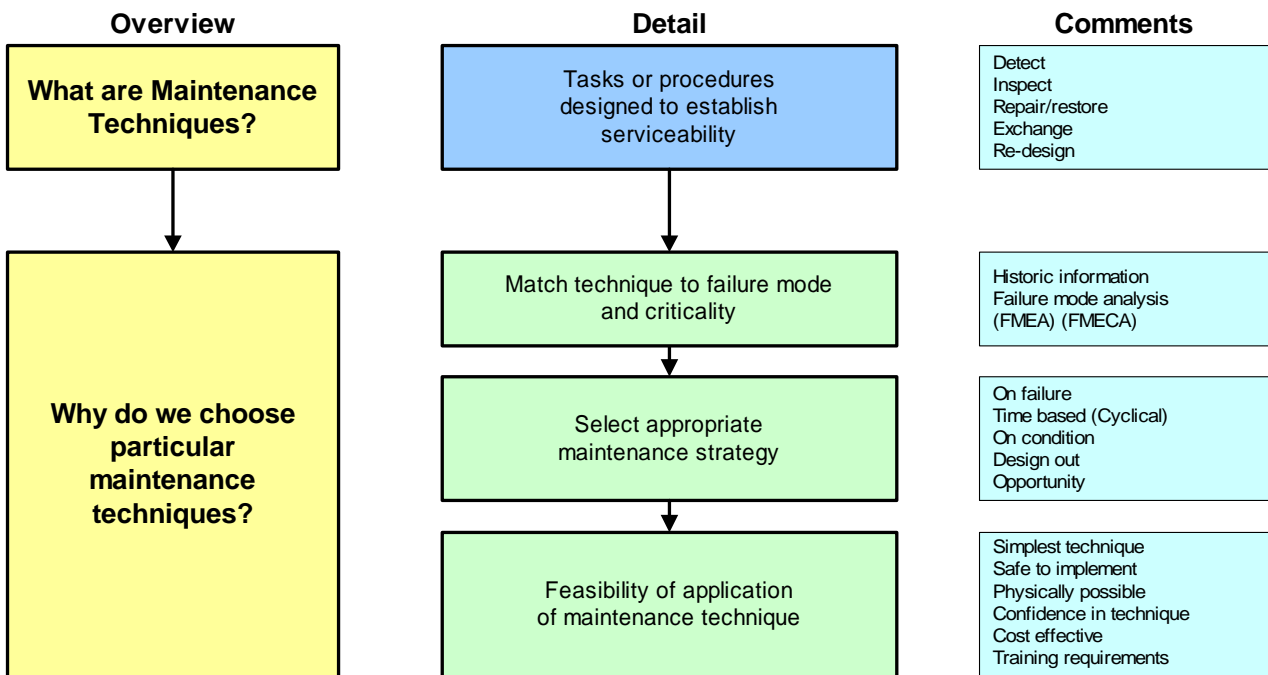 Overview
Detail
Comments
What are Maintenance
Techniques?
Tasks or procedures
designed to establish
serviceability
Detect
Inspect
Repair/restore
Exchange
Re-design
Why do we choose
particular
maintenance
techniques?
Match technique to failure mode
and criticality
Historic information
Failure mode analysis
(FMEA) (FMECA)
Select appropriate
maintenance strategy
On failure
Time based (Cyclical)
On condition
Design out
Opportunity
Feasibility of application
of maintenance technique
Simplest technique
Safe to implement
Physically possible
Confidence in technique
Cost effective
Training requirements